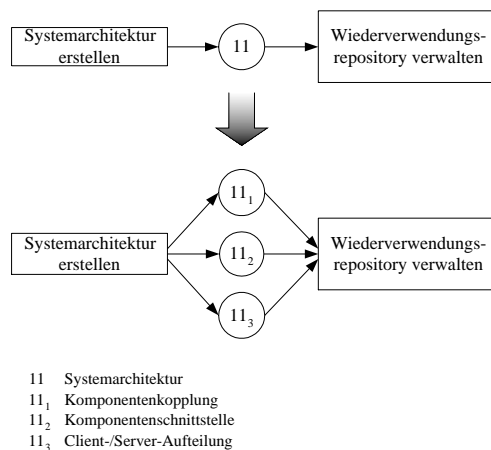 Systemarchitektur
erstellen
11
Wiederverwendungs-
repository verwalten
Systemarchitektur
erstellen
11₁
11₂
11₃
Wiederverwendungs-
repository verwalten
11 Systemarchitektur
11₁ Komponentenkopplung
11₂ Komponentenschnittstelle
11₃ Client-/Server-Aufteilung